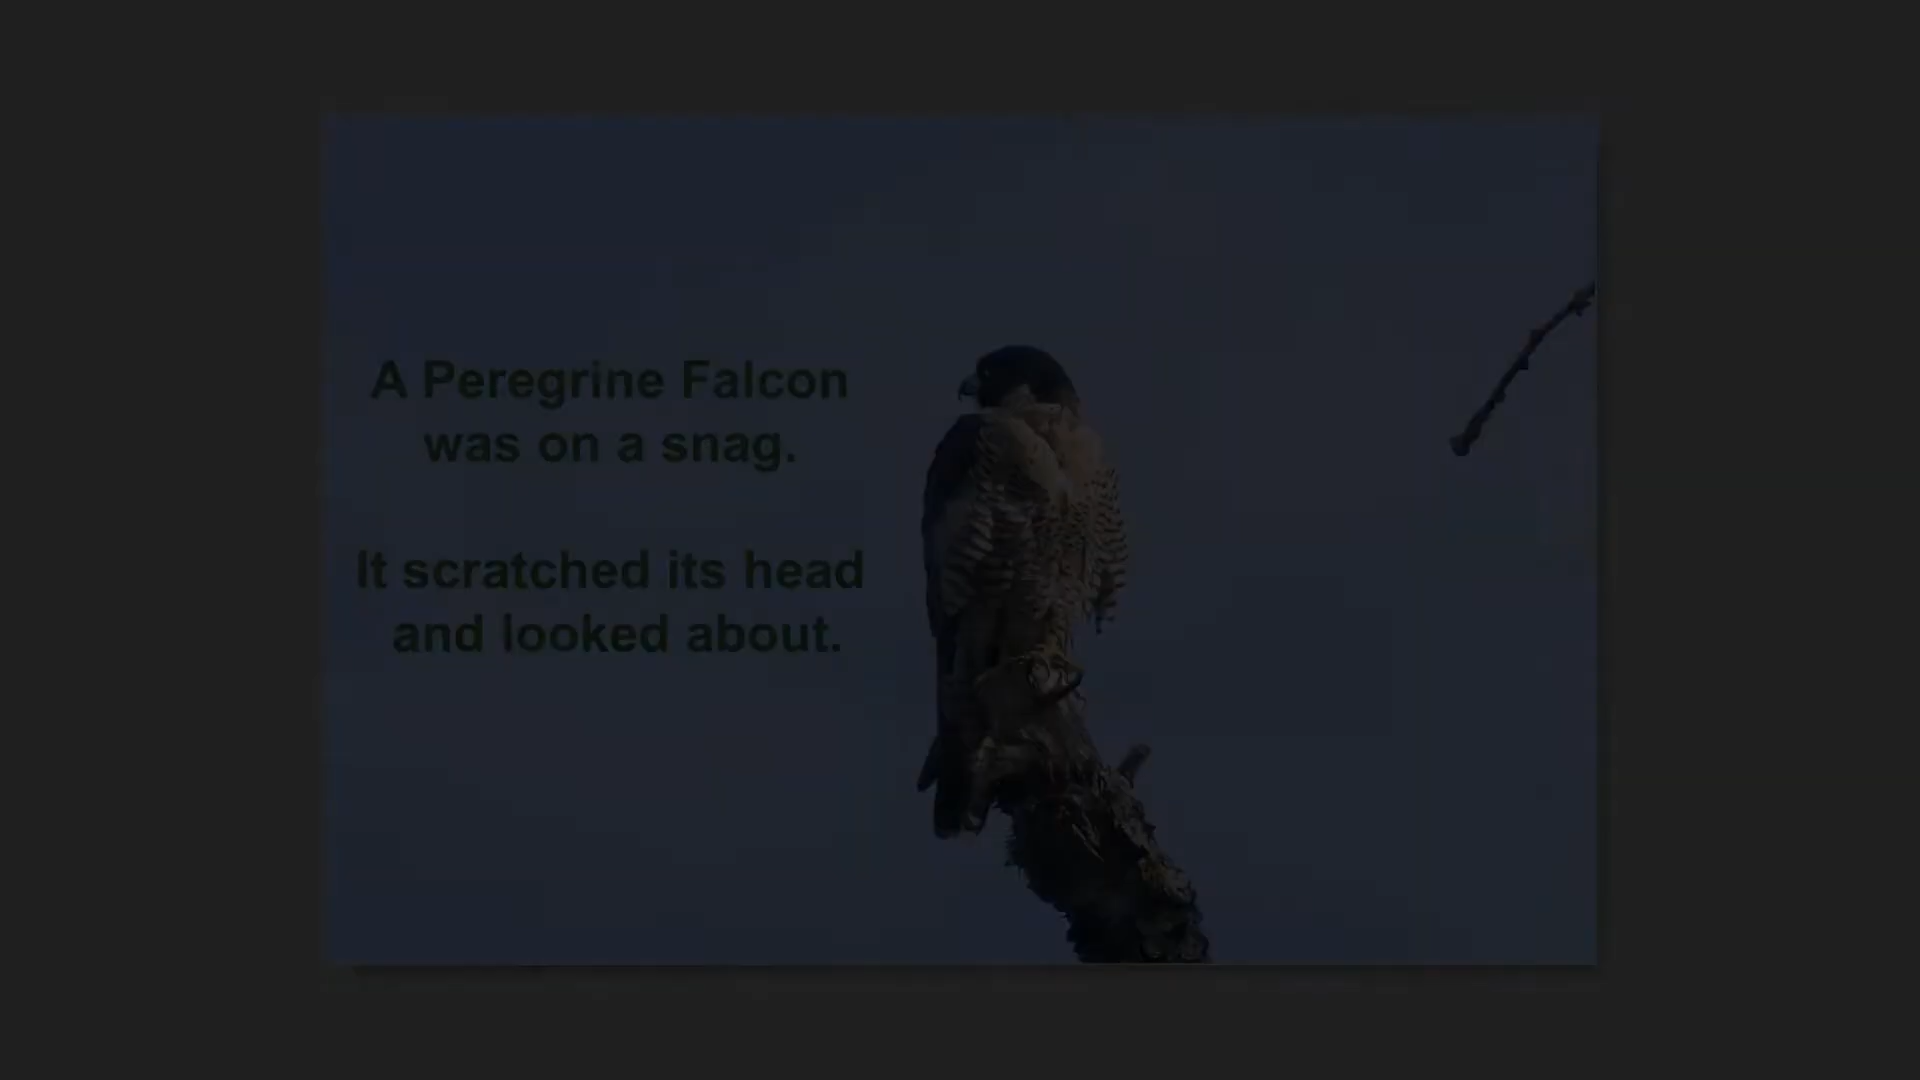 A Peregrine Falcon
was on a snag.
It scratched its head
and looked about.